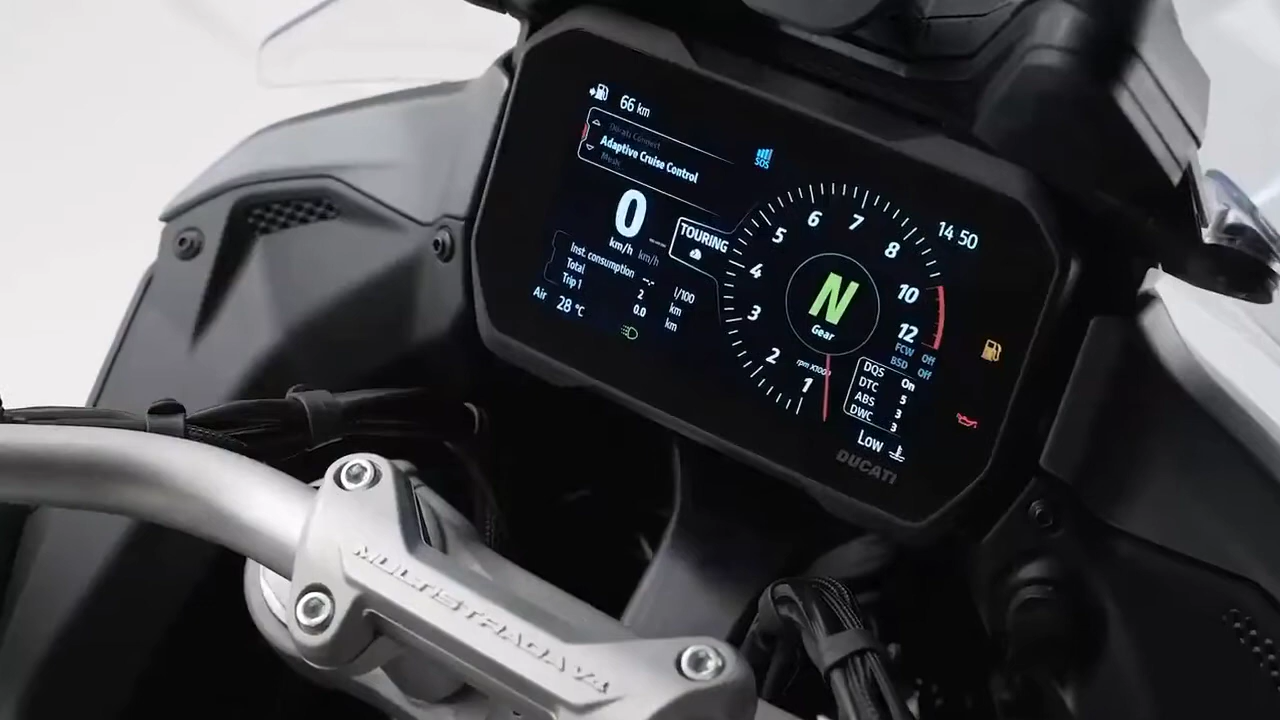 66 km
Ducati Connect
Adaptive Cruise Control
Music
SOS
0
km/h km/h
TOURING
Inst. consumption -.- l/100
Total 2 km
Trip 1 0.0 km
Air 28 °C
14 50
1
2
3
4
5
6
7
8
10
12
N
Gear
rpm X1000
FCW Off
BSD Off
DQS On
DTC 5
ABS 3
DWC 3
Low
DUCATI
MULTISTRADA V4